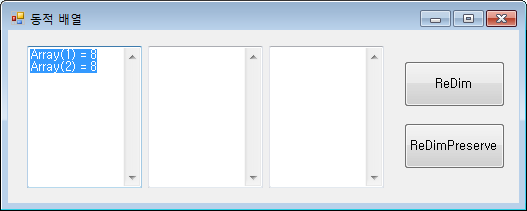 동적 배열
Array(1) = 8
Array(2) = 8
ReDim
ReDimPreserve